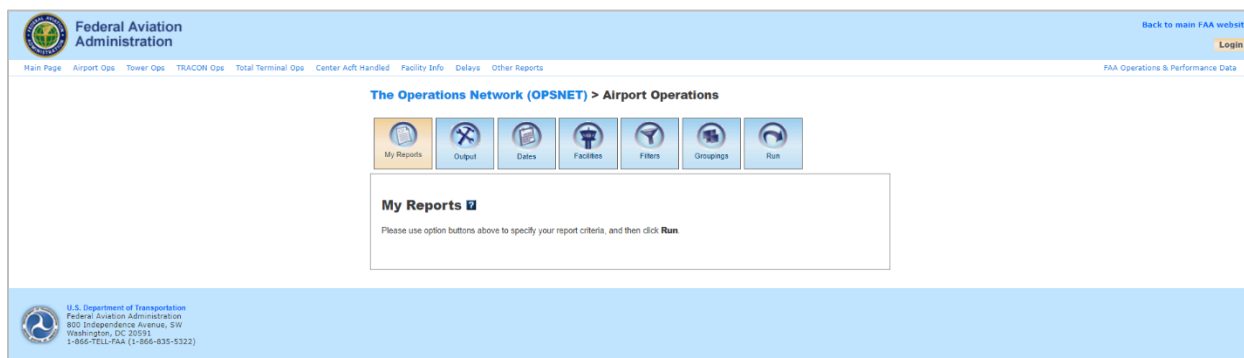 Federal Aviation
Administration
Back to main FAA websit
Login
Main Page Airport Ops Tower Ops TRACON Ops Total Terminal Ops Center Acft Handled Facility Info Delays Other Reports FAA Operations & Performance Data
The Operations Network (OPSNET) > Airport Operations
My Reports Output Dates Facilities Filters Groupings Run
My Reports ?
Please use option buttons above to specify your report criteria, and then click Run.
U.S. Department of Transportation
Federal Aviation Administration
800 Independence Avenue, SW
Washington, DC 20591
1-866-TELL-FAA (1-866-835-5322)